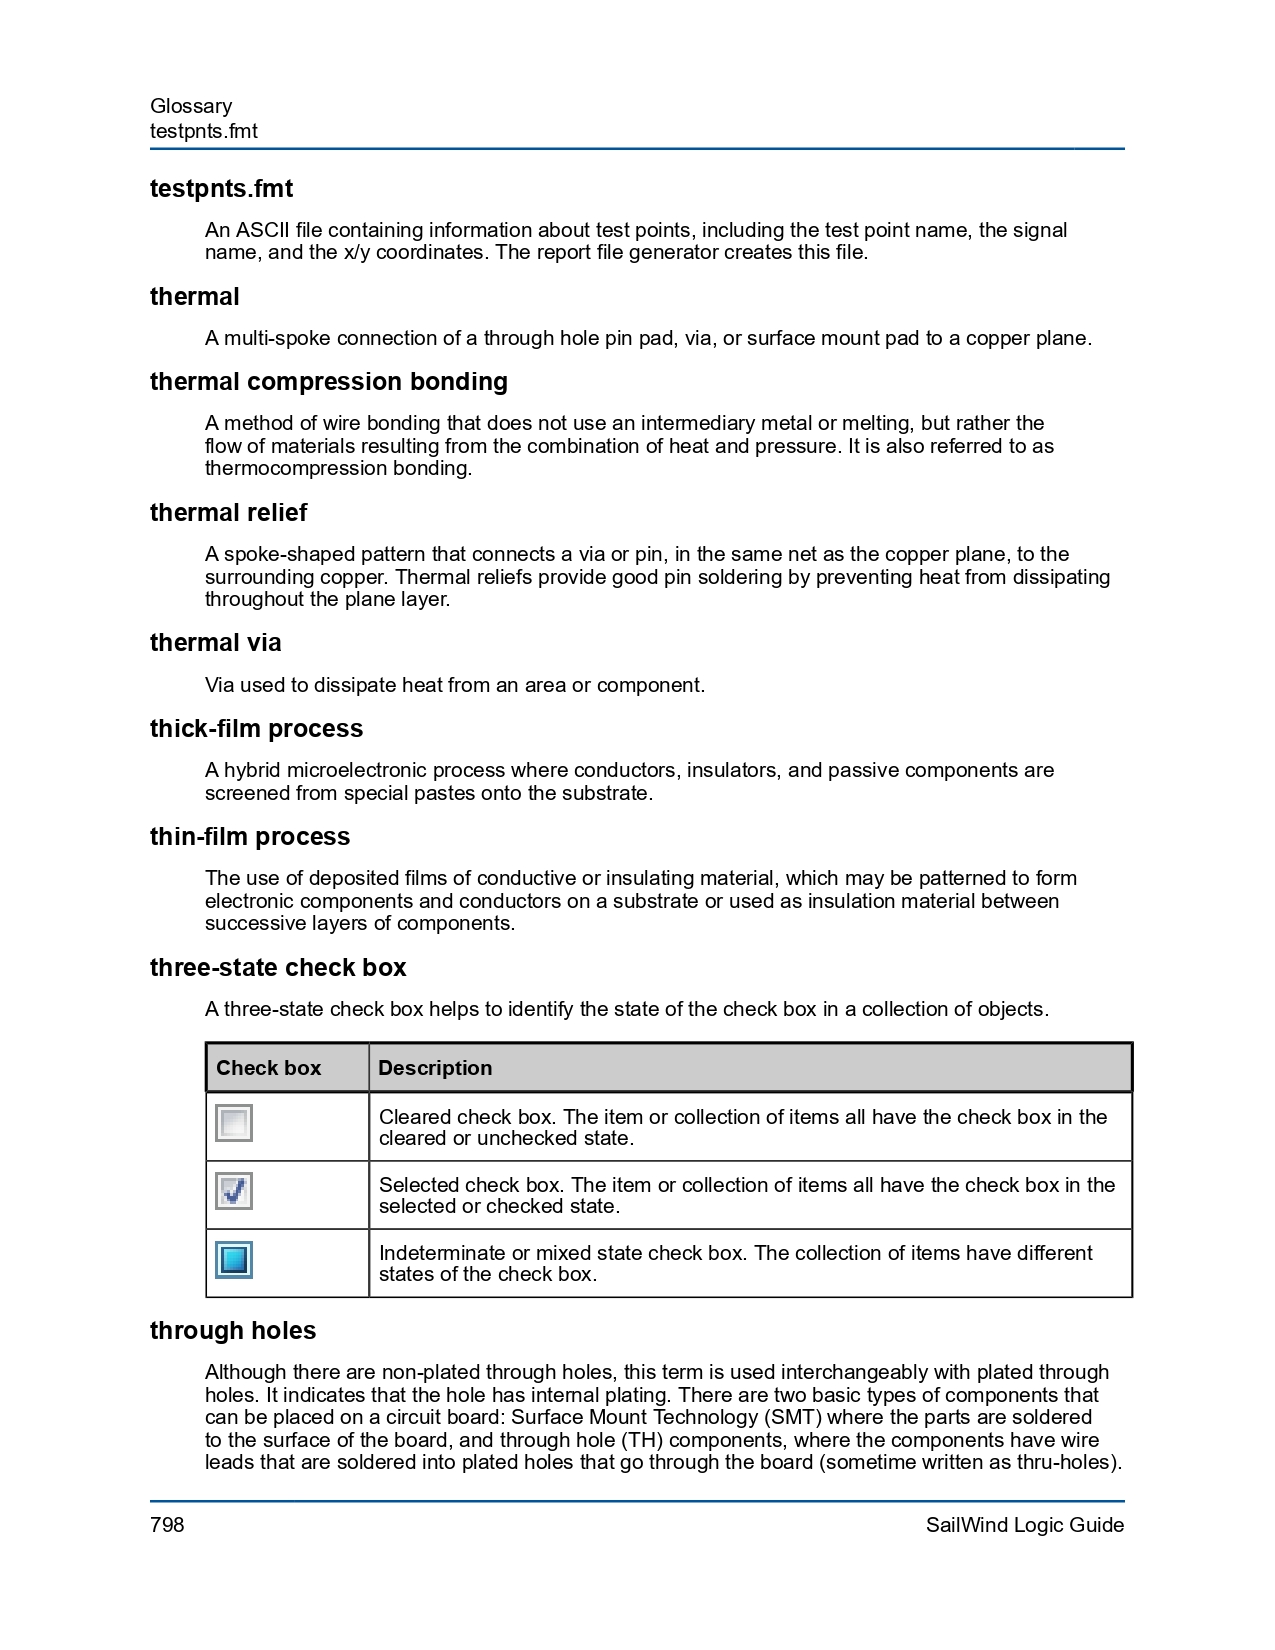 Glossary
testpnts.fmt
testpnts.fmt
An ASCII file containing information about test points, including the test point name, the signal
name, and the x/y coordinates. The report file generator creates this file.
thermal
A multi-spoke connection of a through hole pin pad, via, or surface mount pad to a copper plane.
thermal compression bonding
A method of wire bonding that does not use an intermediary metal or melting, but rather the
flow of materials resulting from the combination of heat and pressure. It is also referred to as
thermocompression bonding.
thermal relief
A spoke-shaped pattern that connects a via or pin, in the same net as the copper plane, to the
surrounding copper. Thermal reliefs provide good pin soldering by preventing heat from dissipating
throughout the plane layer.
thermal via
Via used to dissipate heat from an area or component.
thick-film process
A hybrid microelectronic process where conductors, insulators, and passive components are
screened from special pastes onto the substrate.
thin-film process
The use of deposited films of conductive or insulating material, which may be patterned to form
electronic components and conductors on a substrate or used as insulation material between
successive layers of components.
three-state check box
A three-state check box helps to identify the state of the check box in a collection of objects.
Check box Description
Cleared check box. The item or collection of items all have the check box in the
cleared or unchecked state.
Selected check box. The item or collection of items all have the check box in the
selected or checked state.
Indeterminate or mixed state check box. The collection of items have different
states of the check box.
through holes
Although there are non-plated through holes, this term is used interchangeably with plated through
holes. It indicates that the hole has internal plating. There are two basic types of components that
can be placed on a circuit board: Surface Mount Technology (SMT) where the parts are soldered
to the surface of the board, and through hole (TH) components, where the components have wire
leads that are soldered into plated holes that go through the board (sometime written as thru-holes).
798 SailWind Logic Guide